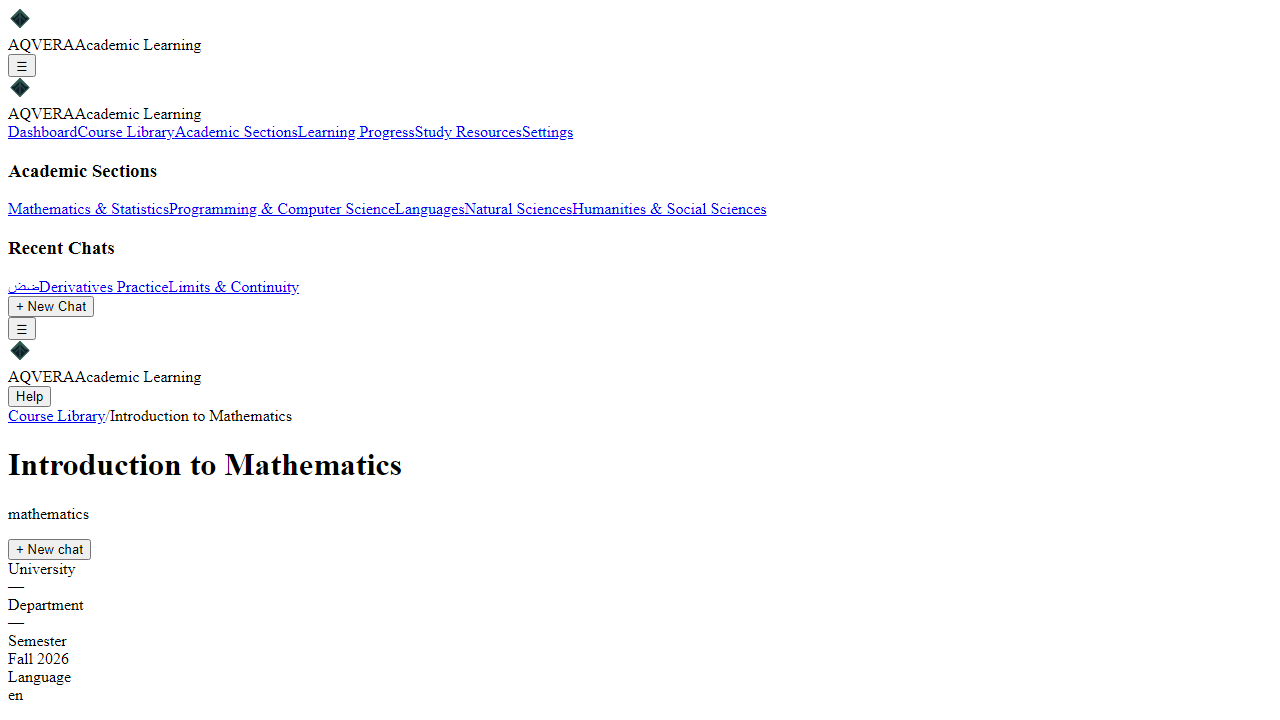 AQVERAAcademic Learning
☰
AQVERAAcademic Learning
DashboardCourse LibraryAcademic SectionsLearning ProgressStudy ResourcesSettings
Academic Sections
Mathematics & StatisticsProgramming & Computer ScienceLanguagesNatural SciencesHumanities & Social Sciences
Recent Chats
ضضDerivatives PracticeLimits & Continuity
+ New Chat
☰
AQVERAAcademic Learning
Help
Course Library/Introduction to Mathematics
Introduction to Mathematics
mathematics
+ New chat
University
—
Department
—
Semester
Fall 2026
Language
en